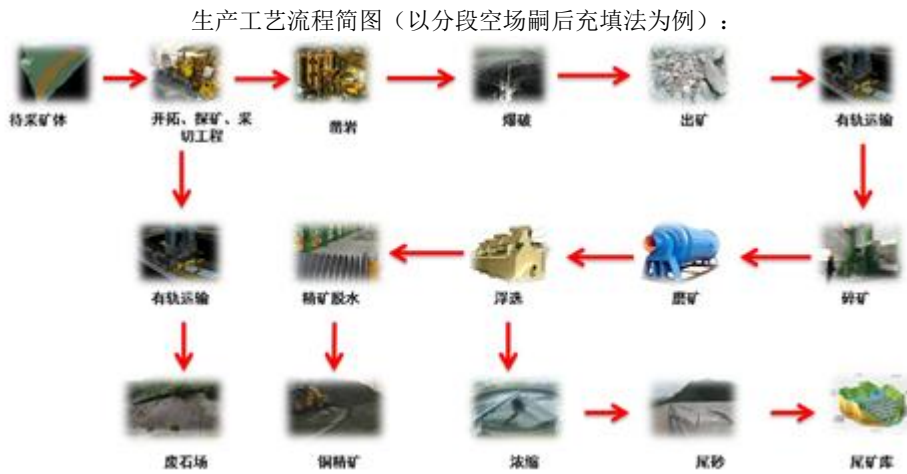 生产工艺流程简图（以分段空场嗣后充填法为例）：
待采矿体
开拓、探矿、采
切工程
凿岩
爆破
出矿
有轨运输
有轨运输
精矿脱水
浮选
磨矿
碎矿
废石场
铜精矿
浓缩
尾砂
尾矿库